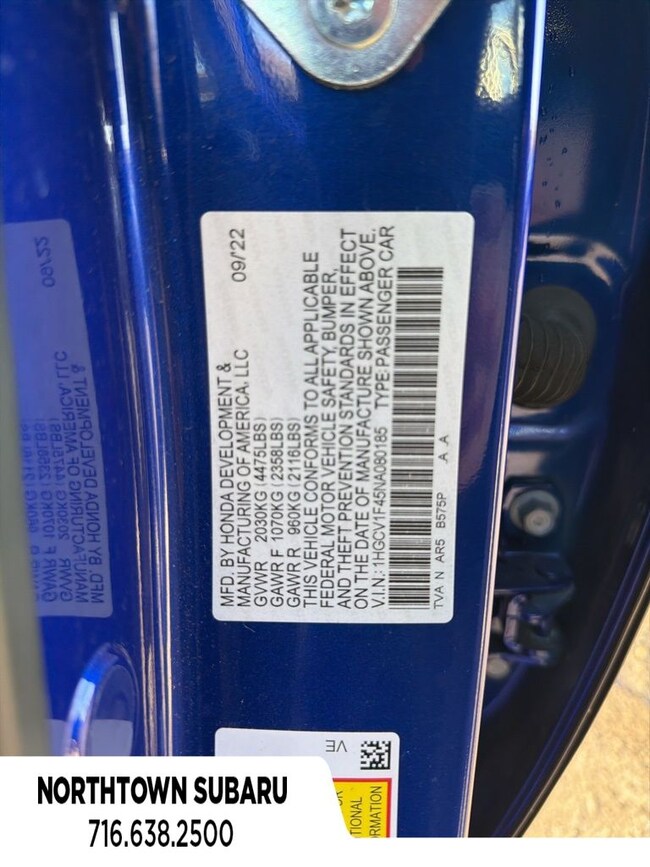 MFD. BY HONDA DEVELOPMENT &
MANUFACTURING OF AMERICA, LLC 09/22
GVWR 2030KG (4475LBS)
GAWR F 1070KG (2358LBS)
GAWR R 960KG (2116LBS)
THIS VEHICLE CONFORMS TO ALL APPLICABLE
FEDERAL MOTOR VEHICLE SAFETY, BUMPER,
AND THEFT PREVENTION STANDARDS IN EFFECT
ON THE DATE OF MANUFACTURE SHOWN ABOVE.
V.I.N: 1HGCV1F45NA080185 TYPE: PASSENGER CAR
TVA N AR5 B575P A A
VE
NORTHTOWN SUBARU
716.638.2500